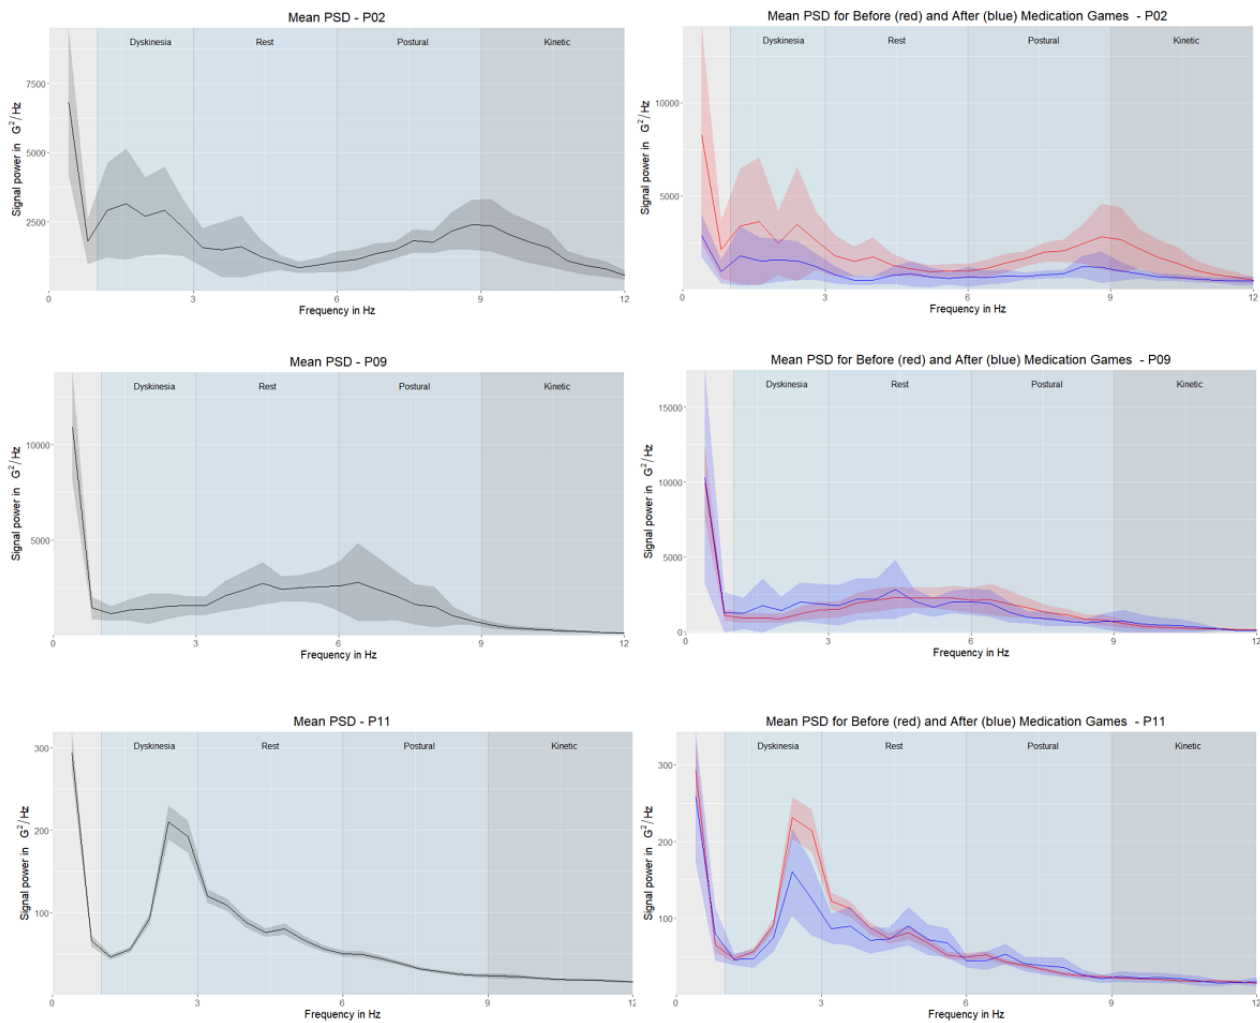 Mean PSD - P02
Dyskinesia Rest Postural Kinetic
7500
5000
2500
Signal power in G²/Hz
0 3 6 9 12
Frequency in Hz
Mean PSD for Before (red) and After (blue) Medication Games - P02
Dyskinesia Rest Postural Kinetic
10000
5000
Signal power in G²/Hz
0 3 6 9 12
Frequency in Hz
Mean PSD - P09
Dyskinesia Rest Postural Kinetic
10000
5000
Signal power in G²/Hz
0 3 6 9 12
Frequency in Hz
Mean PSD for Before (red) and After (blue) Medication Games - P09
Dyskinesia Rest Postural Kinetic
15000
10000
5000
0
Signal power in G²/Hz
0 3 6 9 12
Frequency in Hz
Mean PSD - P11
Dyskinesia Rest Postural Kinetic
300
200
100
Signal power in G²/Hz
0 3 6 9 12
Frequency in Hz
Mean PSD for Before (red) and After (blue) Medication Games - P11
Dyskinesia Rest Postural Kinetic
300
200
100
Signal power in G²/Hz
0 3 6 9 12
Frequency in Hz